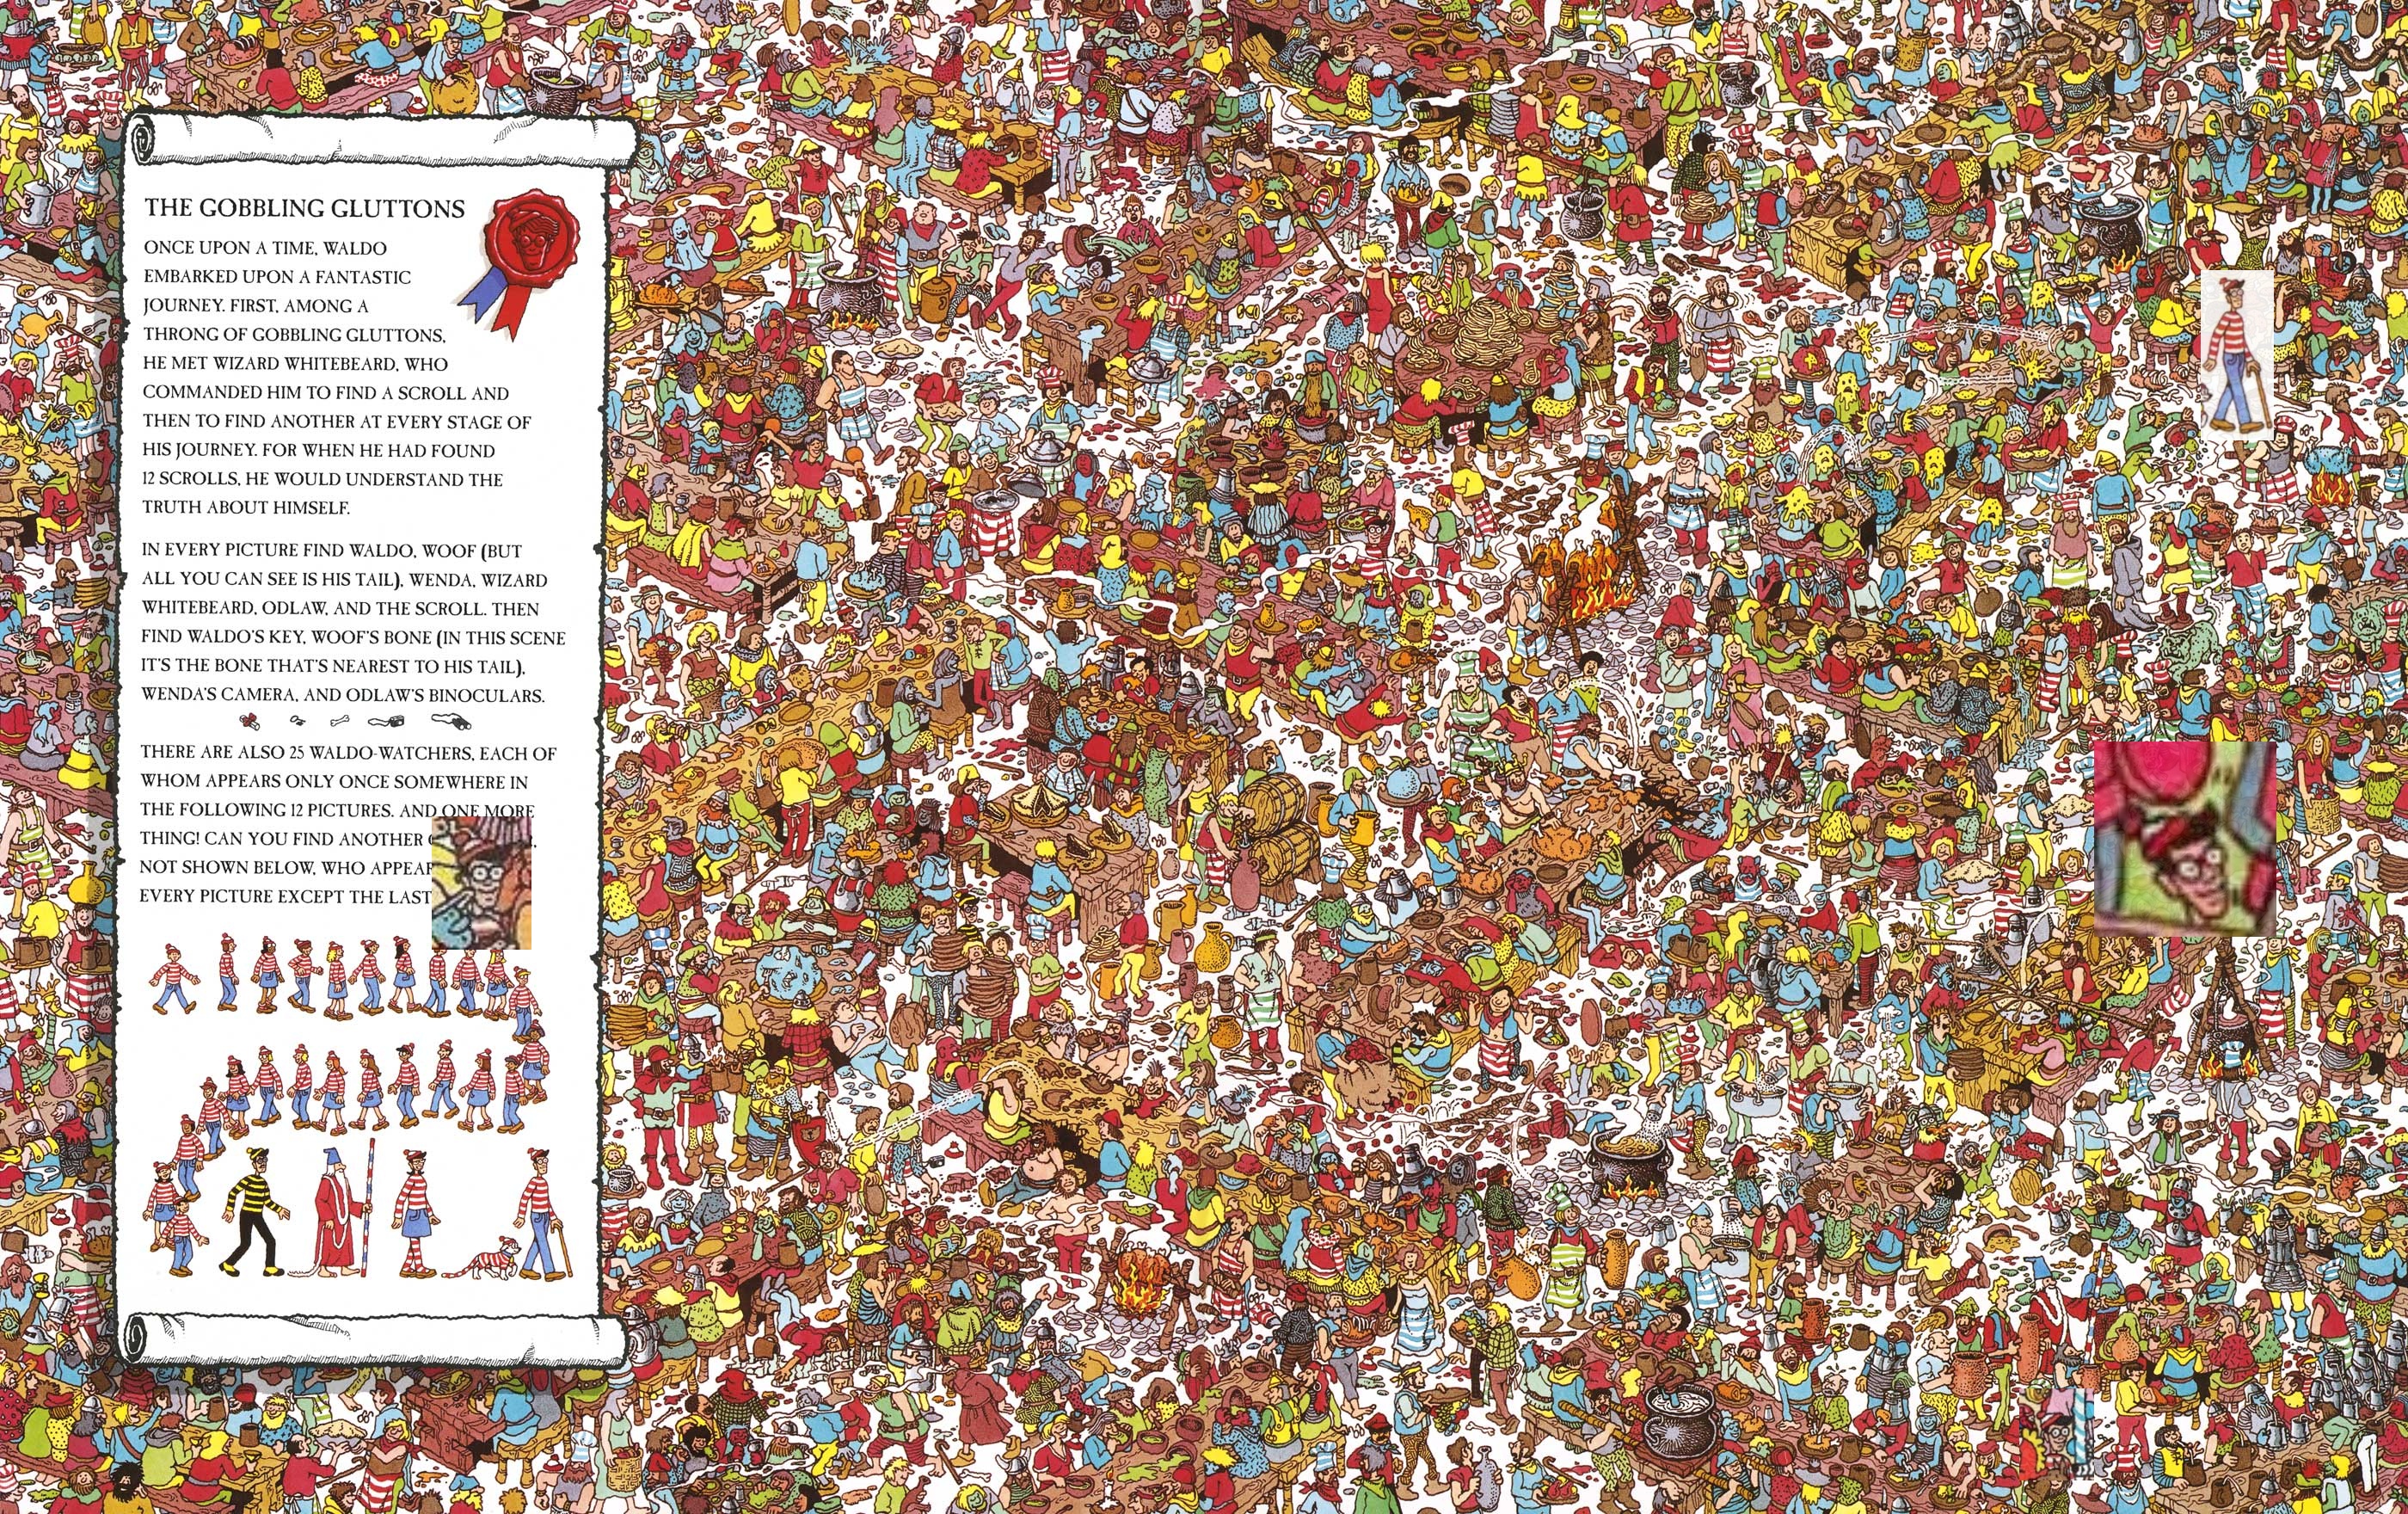 THE GOBBLING GLUTTONS
ONCE UPON A TIME, WALDO
EMBARKED UPON A FANTASTIC
JOURNEY. FIRST, AMONG A
THRONG OF GOBBLING GLUTTONS,
HE MET WIZARD WHITEBEARD, WHO
COMMANDED HIM TO FIND A SCROLL AND
THEN TO FIND ANOTHER AT EVERY STAGE OF
HIS JOURNEY. FOR WHEN HE HAD FOUND
12 SCROLLS, HE WOULD UNDERSTAND THE
TRUTH ABOUT HIMSELF.
IN EVERY PICTURE FIND WALDO, WOOF (BUT
ALL YOU CAN SEE IS HIS TAIL), WENDA, WIZARD
WHITEBEARD, ODLAW, AND THE SCROLL. THEN
FIND WALDO'S KEY, WOOF'S BONE (IN THIS SCENE
IT'S THE BONE THAT'S NEAREST TO HIS TAIL),
WENDA'S CAMERA, AND ODLAW'S BINOCULARS.
THERE ARE ALSO 25 WALDO-WATCHERS, EACH OF
WHOM APPEARS ONLY ONCE SOMEWHERE IN
THE FOLLOWING 12 PICTURES. AND ONE MORE
THING! CAN YOU FIND ANOTHER
NOT SHOWN BELOW, WHO APPEAR
EVERY PICTURE EXCEPT THE LAST